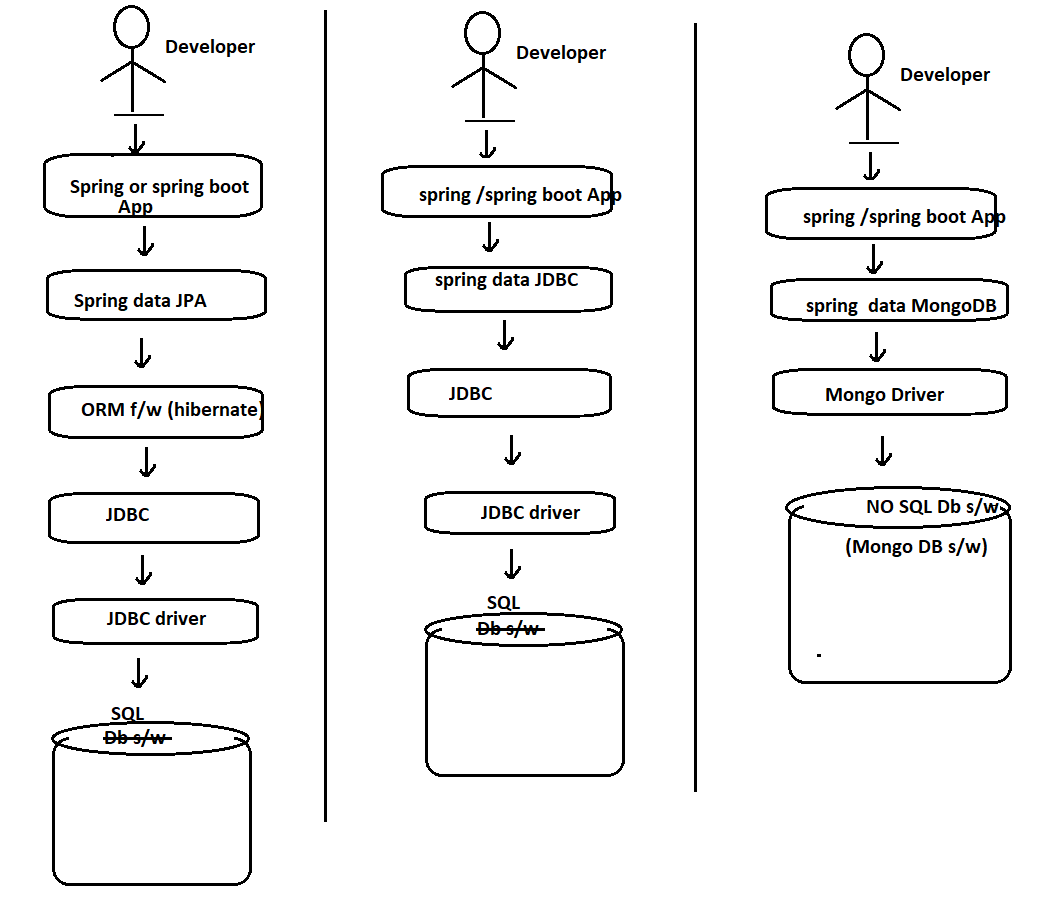 Developer
Spring or spring boot
App
Spring data JPA
ORM f/w (hibernate)
JDBC
JDBC driver
SQL
Db s/w
Developer
spring /spring boot App
spring data JDBC
JDBC
JDBC driver
SQL
Db s/w
Developer
spring /spring boot App
spring  data MongoDB
Mongo Driver
NO SQL Db s/w
(Mongo DB s/w)